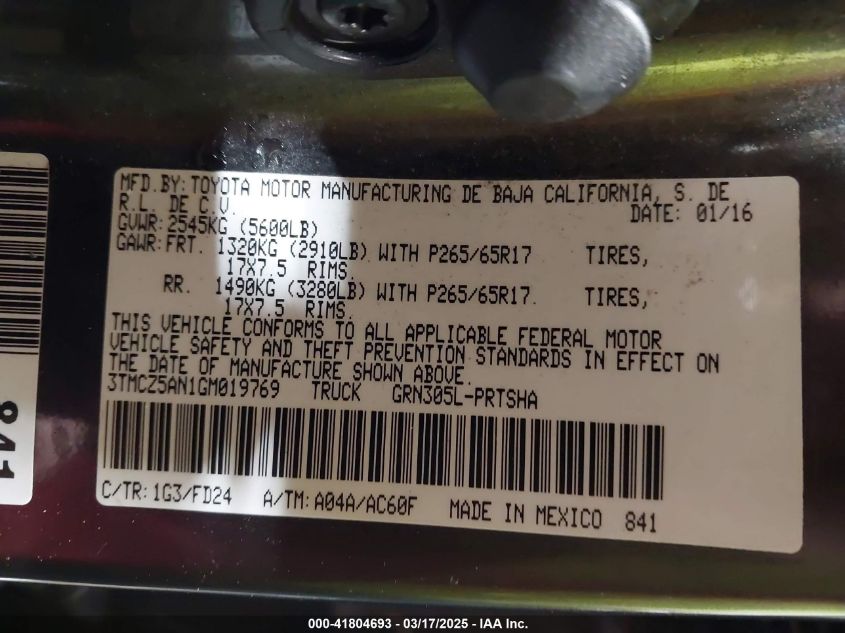 MFD.BY: TOYOTA MOTOR MANUFACTURING DE BAJA CALIFORNIA, S. DE
R.L. DE C.V.
DATE: 01/16
GVWR: 2545KG (5600LB)
GAWR: FRT. 1320KG (2910LB) WITH P265/65R17 TIRES,
17X7.5 RIMS.
RR. 1490KG (3280LB) WITH P265/65R17. TIRES,
17X7.5 RIMS.
THIS VEHICLE CONFORMS TO ALL APPLICABLE FEDERAL MOTOR
VEHICLE SAFETY AND THEFT PREVENTION STANDARDS IN EFFECT ON
THE DATE OF MANUFACTURE SHOWN ABOVE.
3TMCZ5AN1GM019769 TRUCK GRN305L-PRTSHA
C/TR: 1G3/FD24 A/TM: A04A/AC60F MADE IN MEXICO 841
841
000-41804693 - 03/17/2025 - IAAI Inc.